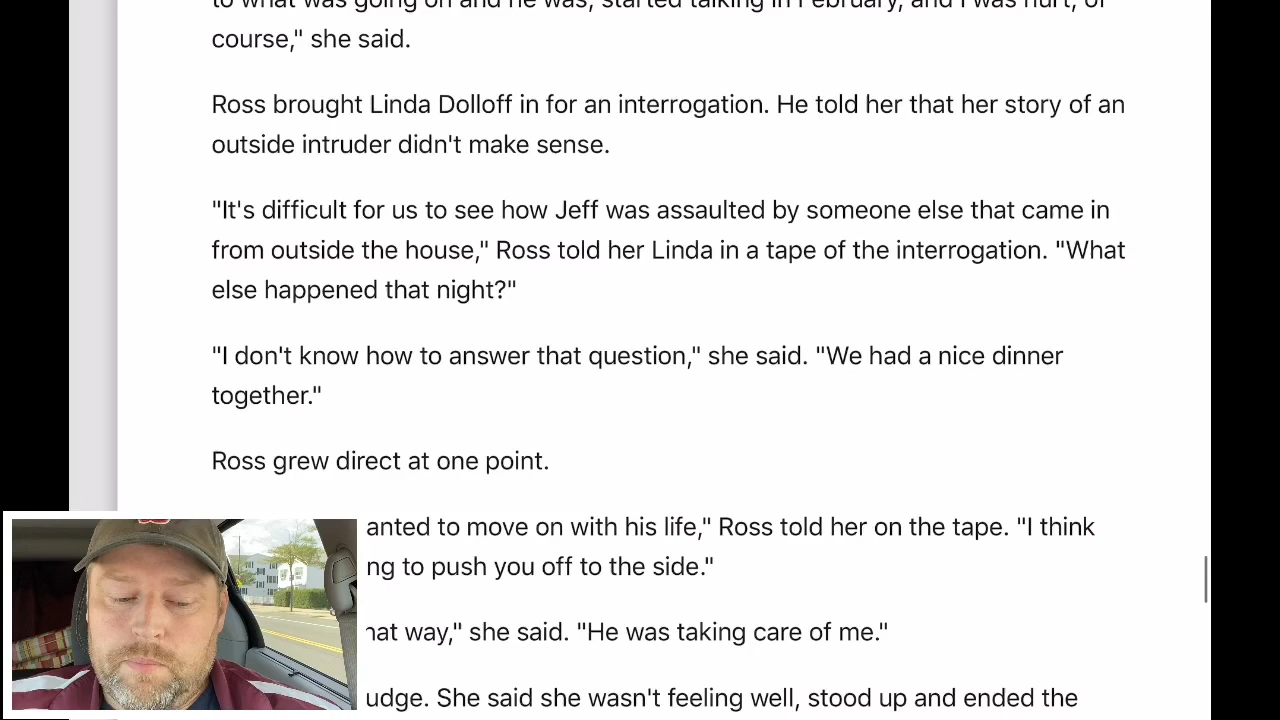 to what was going on and he was, started talking in February, and I was hurt, of
course," she said.
Ross brought Linda Dolloff in for an interrogation. He told her that her story of an
outside intruder didn't make sense.
"It's difficult for us to see how Jeff was assaulted by someone else that came in
from outside the house," Ross told her Linda in a tape of the interrogation. "What
else happened that night?"
"I don't know how to answer that question," she said. "We had a nice dinner
together."
Ross grew direct at one point.
anted to move on with his life," Ross told her on the tape. "I think
ng to push you off to the side."
hat way," she said. "He was taking care of me."
udge. She said she wasn't feeling well, stood up and ended the